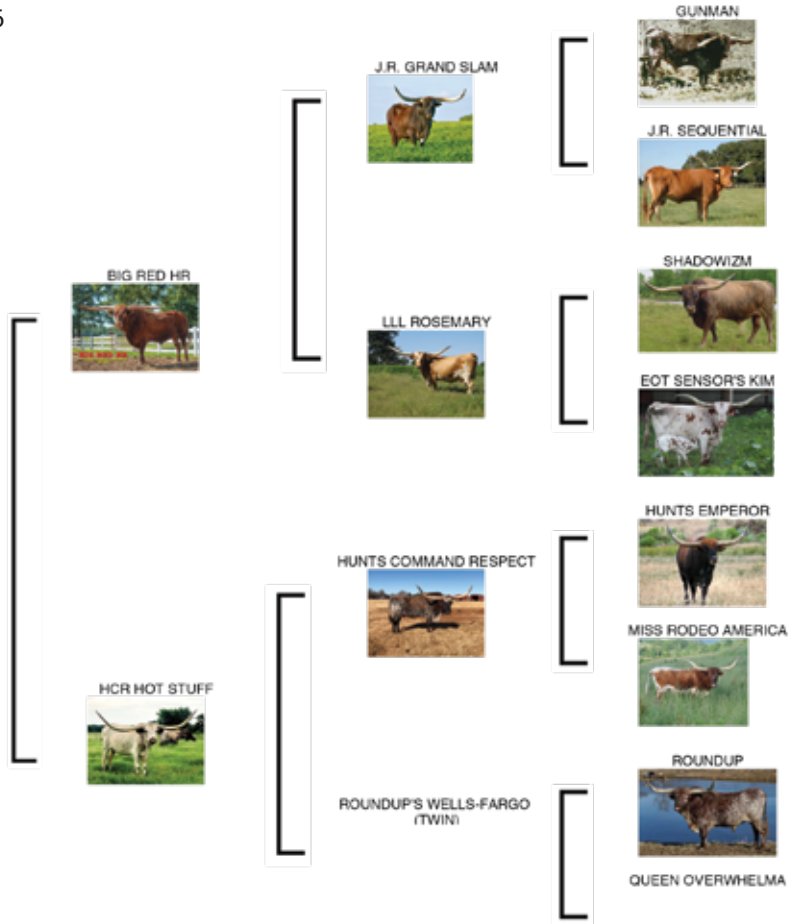 5
GUNMAN
J.R. GRAND SLAM
J.R. SEQUENTIAL
BIG RED HR
SHADOWIZM
LLL ROSEMARY
EOT SENSOR'S KIM
HUNTS EMPEROR
HUNTS COMMAND RESPECT
MISS RODEO AMERICA
HCR HOT STUFF
ROUNDUP
ROUNDUP'S WELLS-FARGO
(TWIN)
QUEEN OVERWHELMA